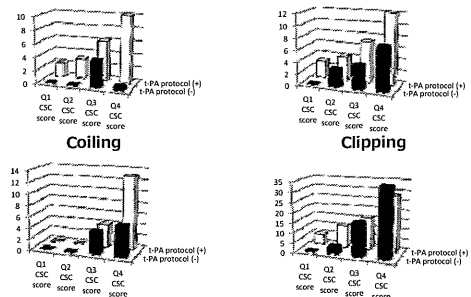 10
8
6
4
2
0
t-PA protocol (+)
t-PA protocol (-)
Q1 CSC score
Q2 CSC score
Q3 CSC score
Q4 CSC score
Coiling
12
10
8
6
4
2
0
t-PA protocol (+)
t-PA protocol (-)
Q1 CSC score
Q2 CSC score
Q3 CSC score
Q4 CSC score
Clipping
14
12
10
8
6
4
2
0
t-PA protocol (+)
t-PA protocol (-)
Q1 CSC score
Q2 CSC score
Q3 CSC score
Q4 CSC score
35
30
25
20
15
10
5
0
t-PA protocol (+)
t-PA protocol (-)
Q1 CSC score
Q2 CSC score
Q3 CSC score
Q4 CSC score